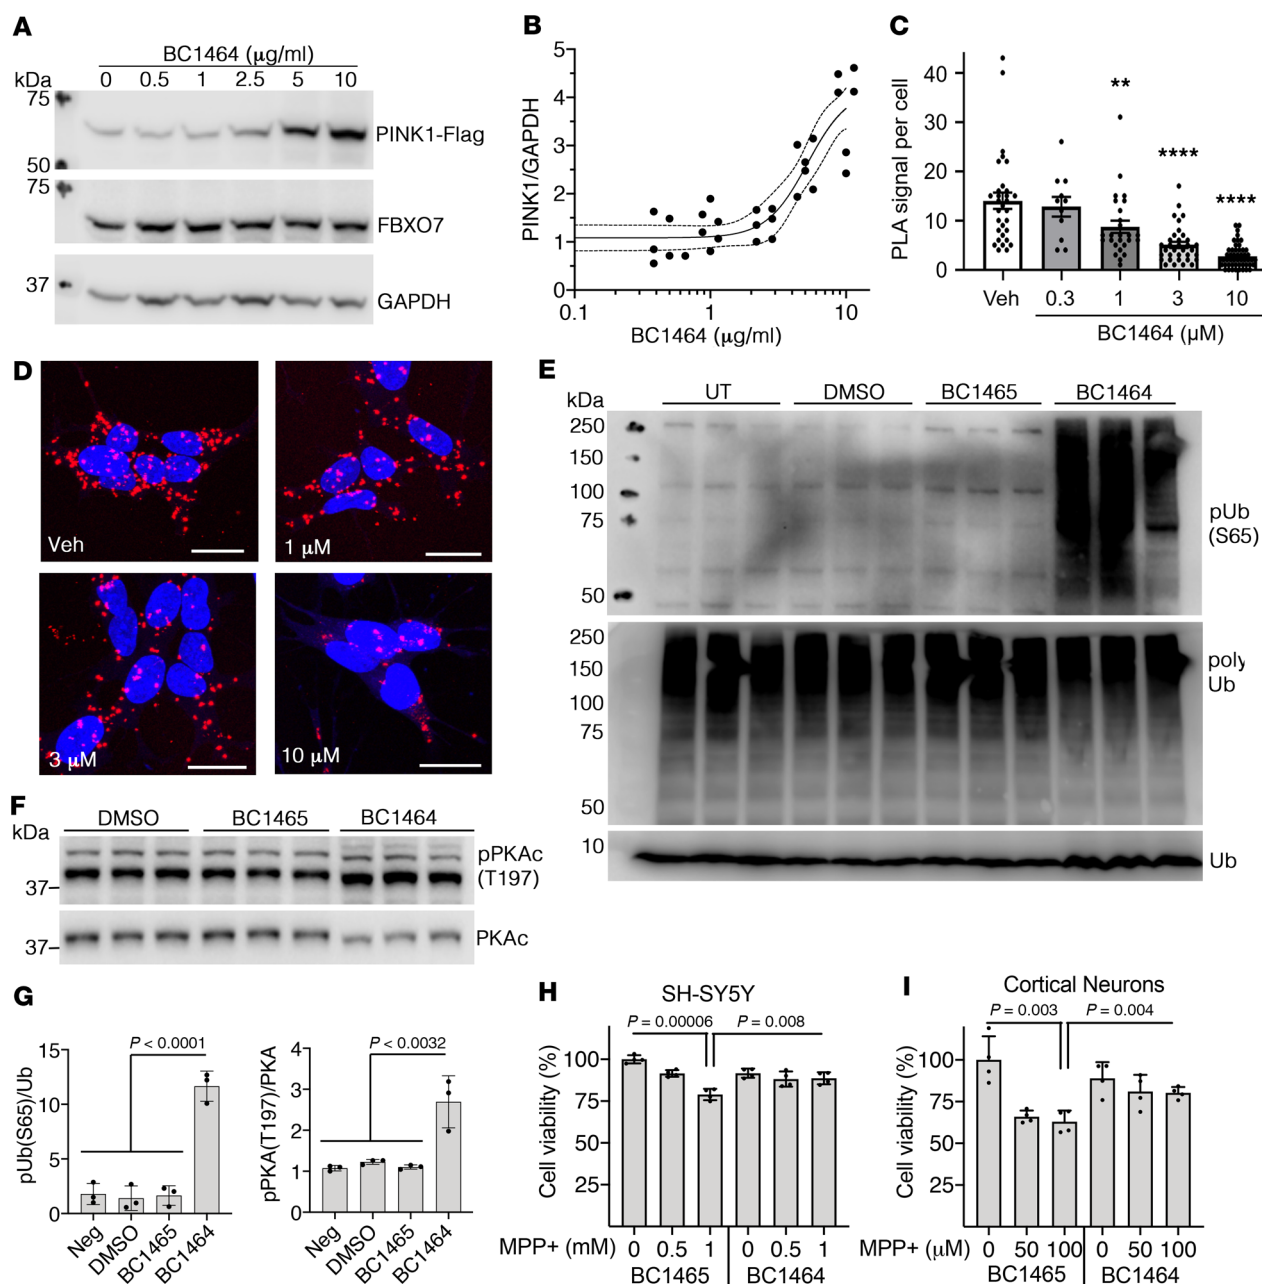 A
BC1464 (μg/ml)
kDa 0 0.5 1 2.5 5 10
75
PINK1-Flag
50
75
FBXO7
37
GAPDH
B
5
4
3
2
1
0
PINK1/GAPDH
0.1 1 10
BC1464 (μg/ml)
C
PLA signal per cell
40
30
20
10
0
**
****
****
Veh 0.3 1 3 10
BC1464 (μM)
D
Veh
1 μM
3 μM
10 μM
E
UT DMSO BC1465 BC1464
kDa
250
150
100
75
50
pUb
(S65)
250
150
100
75
50
poly
Ub
10
Ub
F
DMSO BC1465 BC1464
kDa
37
pPKAc
(T197)
37
PKAc
G
P < 0.0001
pUb(S65)/Ub
15
10
5
0
Neg DMSO BC1465 BC1464
P < 0.0032
pPKA(T197)/PKA
4
3
2
1
0
Neg DMSO BC1465 BC1464
H
SH-SY5Y
P = 0.00006 P = 0.008
Cell viability (%)
100
75
50
25
MPP+ (mM) 0 0.5 1 0 0.5 1
BC1465 BC1464
I
Cortical Neurons
P = 0.003 P = 0.004
Cell viability (%)
100
75
50
25
MPP+ (μM) 0 50 100 0 50 100
BC1465 BC1464